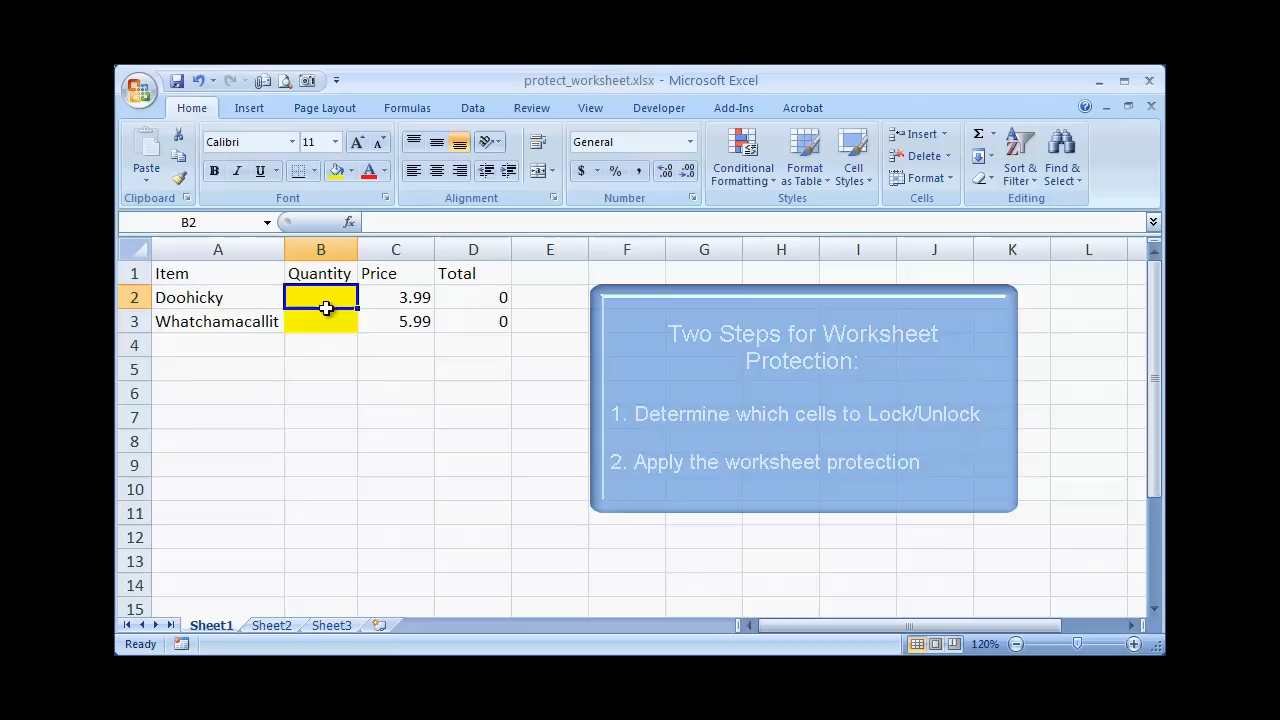 protect_worksheet.xlsx - Microsoft Excel
Home Insert Page Layout Formulas Data Review View Developer Add-Ins Acrobat
Paste
Clipboard
Calibri 11
B I U A A A
Font
Alignment
General
$ % ,
Number
Conditional Formatting
Format as Table
Cell Styles
Styles
Insert
Delete
Format
Cells
Σ
Sort & Filter
Find & Select
Editing
B2 fx
A B C D E F G H I J K L
1 Item Quantity Price Total
2 Doohicky 3.99 0
3 Whatchamacallit 5.99 0
4
5
6
7
8
9
10
11
12
13
14
15
Two Steps for Worksheet
Protection:
1. Determine which cells to Lock/Unlock
2. Apply the worksheet protection
Sheet1 Sheet2 Sheet3
Ready 120%